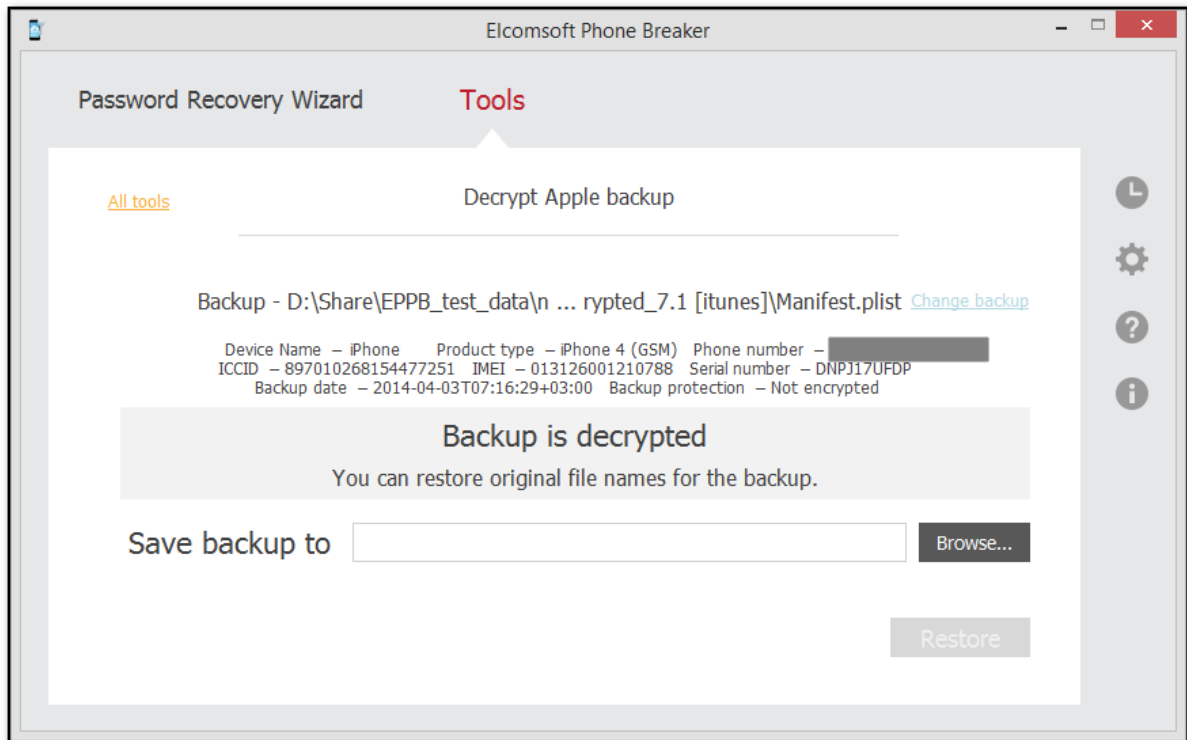 Elcomsoft Phone Breaker
Password Recovery Wizard Tools
All tools
Decrypt Apple backup
Backup - D:\Share\EPPB_test_data\n ... rypted_7.1 [itunes]\Manifest.plist Change backup
Device Name – iPhone Product type – iPhone 4 (GSM) Phone number –
ICCID – 897010268154477251 IMEI – 013126001210788 Serial number – DNPJ17UFDP
Backup date – 2014-04-03T07:16:29+03:00 Backup protection – Not encrypted
Backup is decrypted
You can restore original file names for the backup.
Save backup to Browse...
Restore